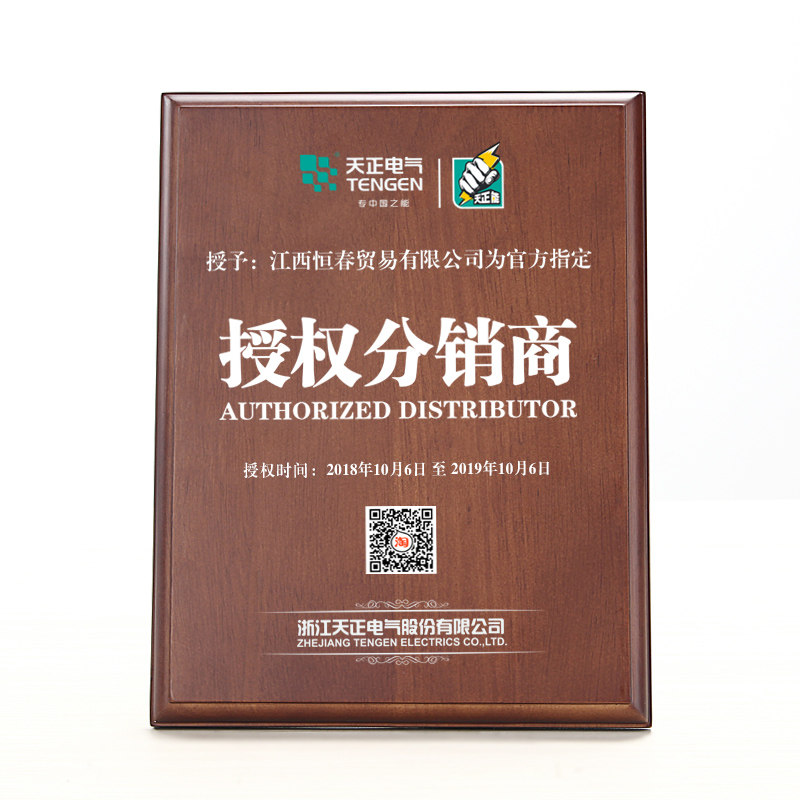 天正电气
TENGEN
专中国之能
天正能
授予：江西恒春贸易有限公司为官方指定
授权分销商
AUTHORIZED DISTRIBUTOR
授权时间：2018年10月6日 至 2019年10月6日
淘
浙江天正电气股份有限公司
ZHEJIANG TENGEN ELECTRICS CO.,LTD.